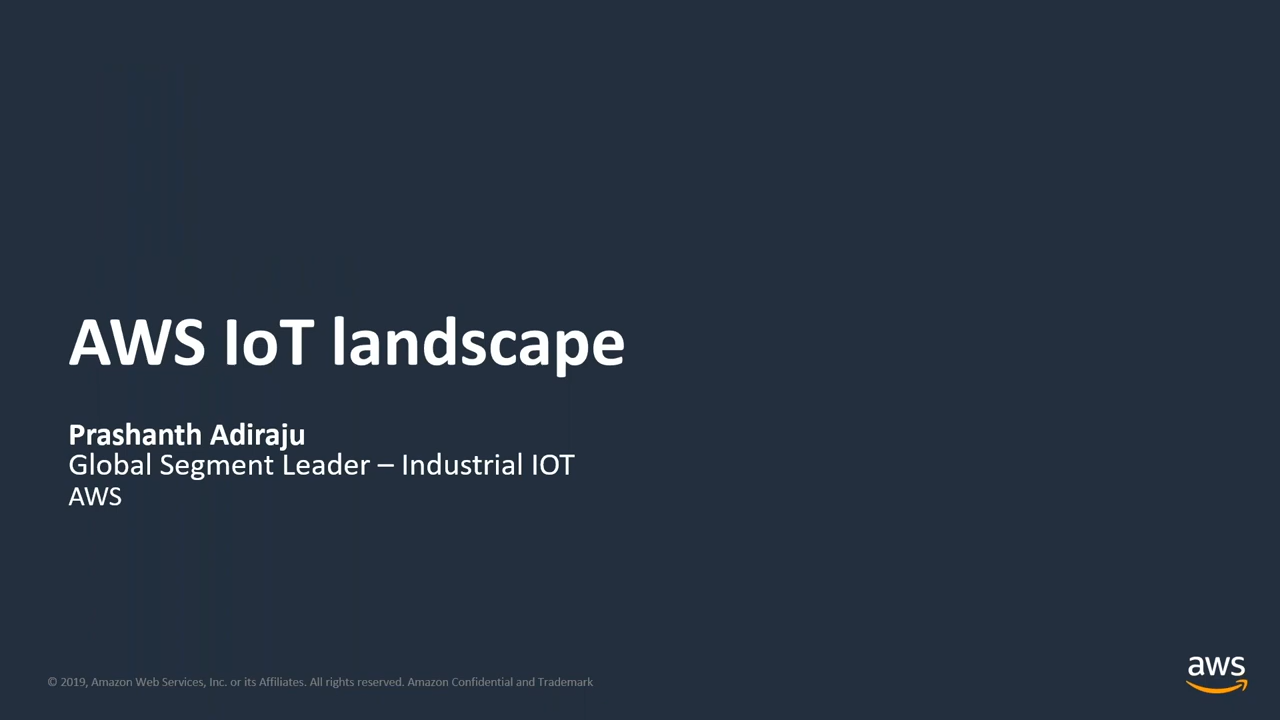 AWS IoT landscape
Prashanth Adiraju
Global Segment Leader – Industrial IOT
AWS
© 2019, Amazon Web Services, Inc. or its Affiliates. All rights reserved. Amazon Confidential and Trademark
aws